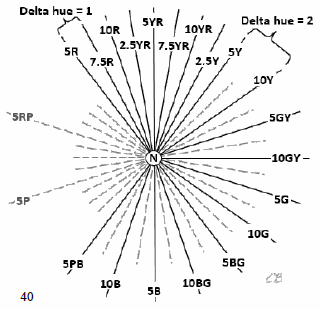 Delta hue = 1
Delta hue = 2
5YR
10R
10YR
5R
2.5YR
7.5YR
5Y
7.5R
2.5Y
10Y
5RP
5GY
N
10GY
5P
5G
10G
5PB
5BG
10B
5B
10BG
40